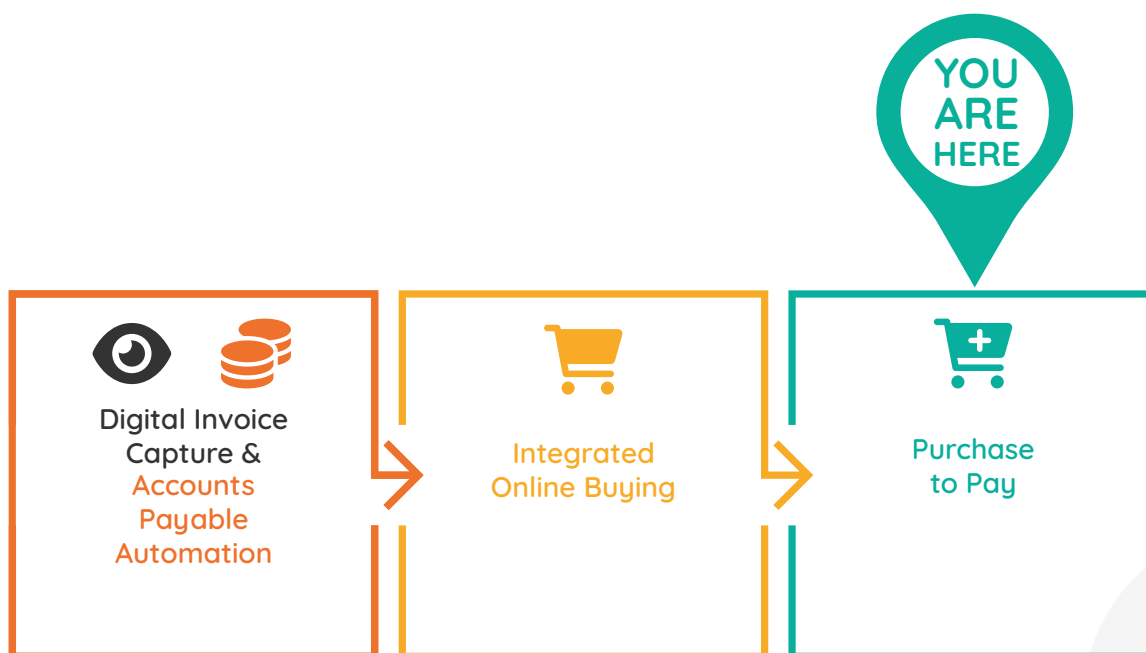 YOU
ARE
HERE
Digital Invoice
Capture &
Accounts
Payable
Automation
Integrated
Online Buying
Purchase
to Pay